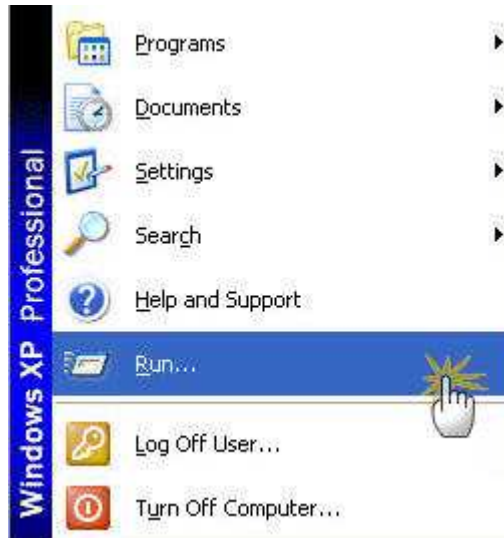 Programs
Documents
Settings
Search
Help and Support
Run...
Log Off User...
Turn Off Computer...
Windows XP Professional